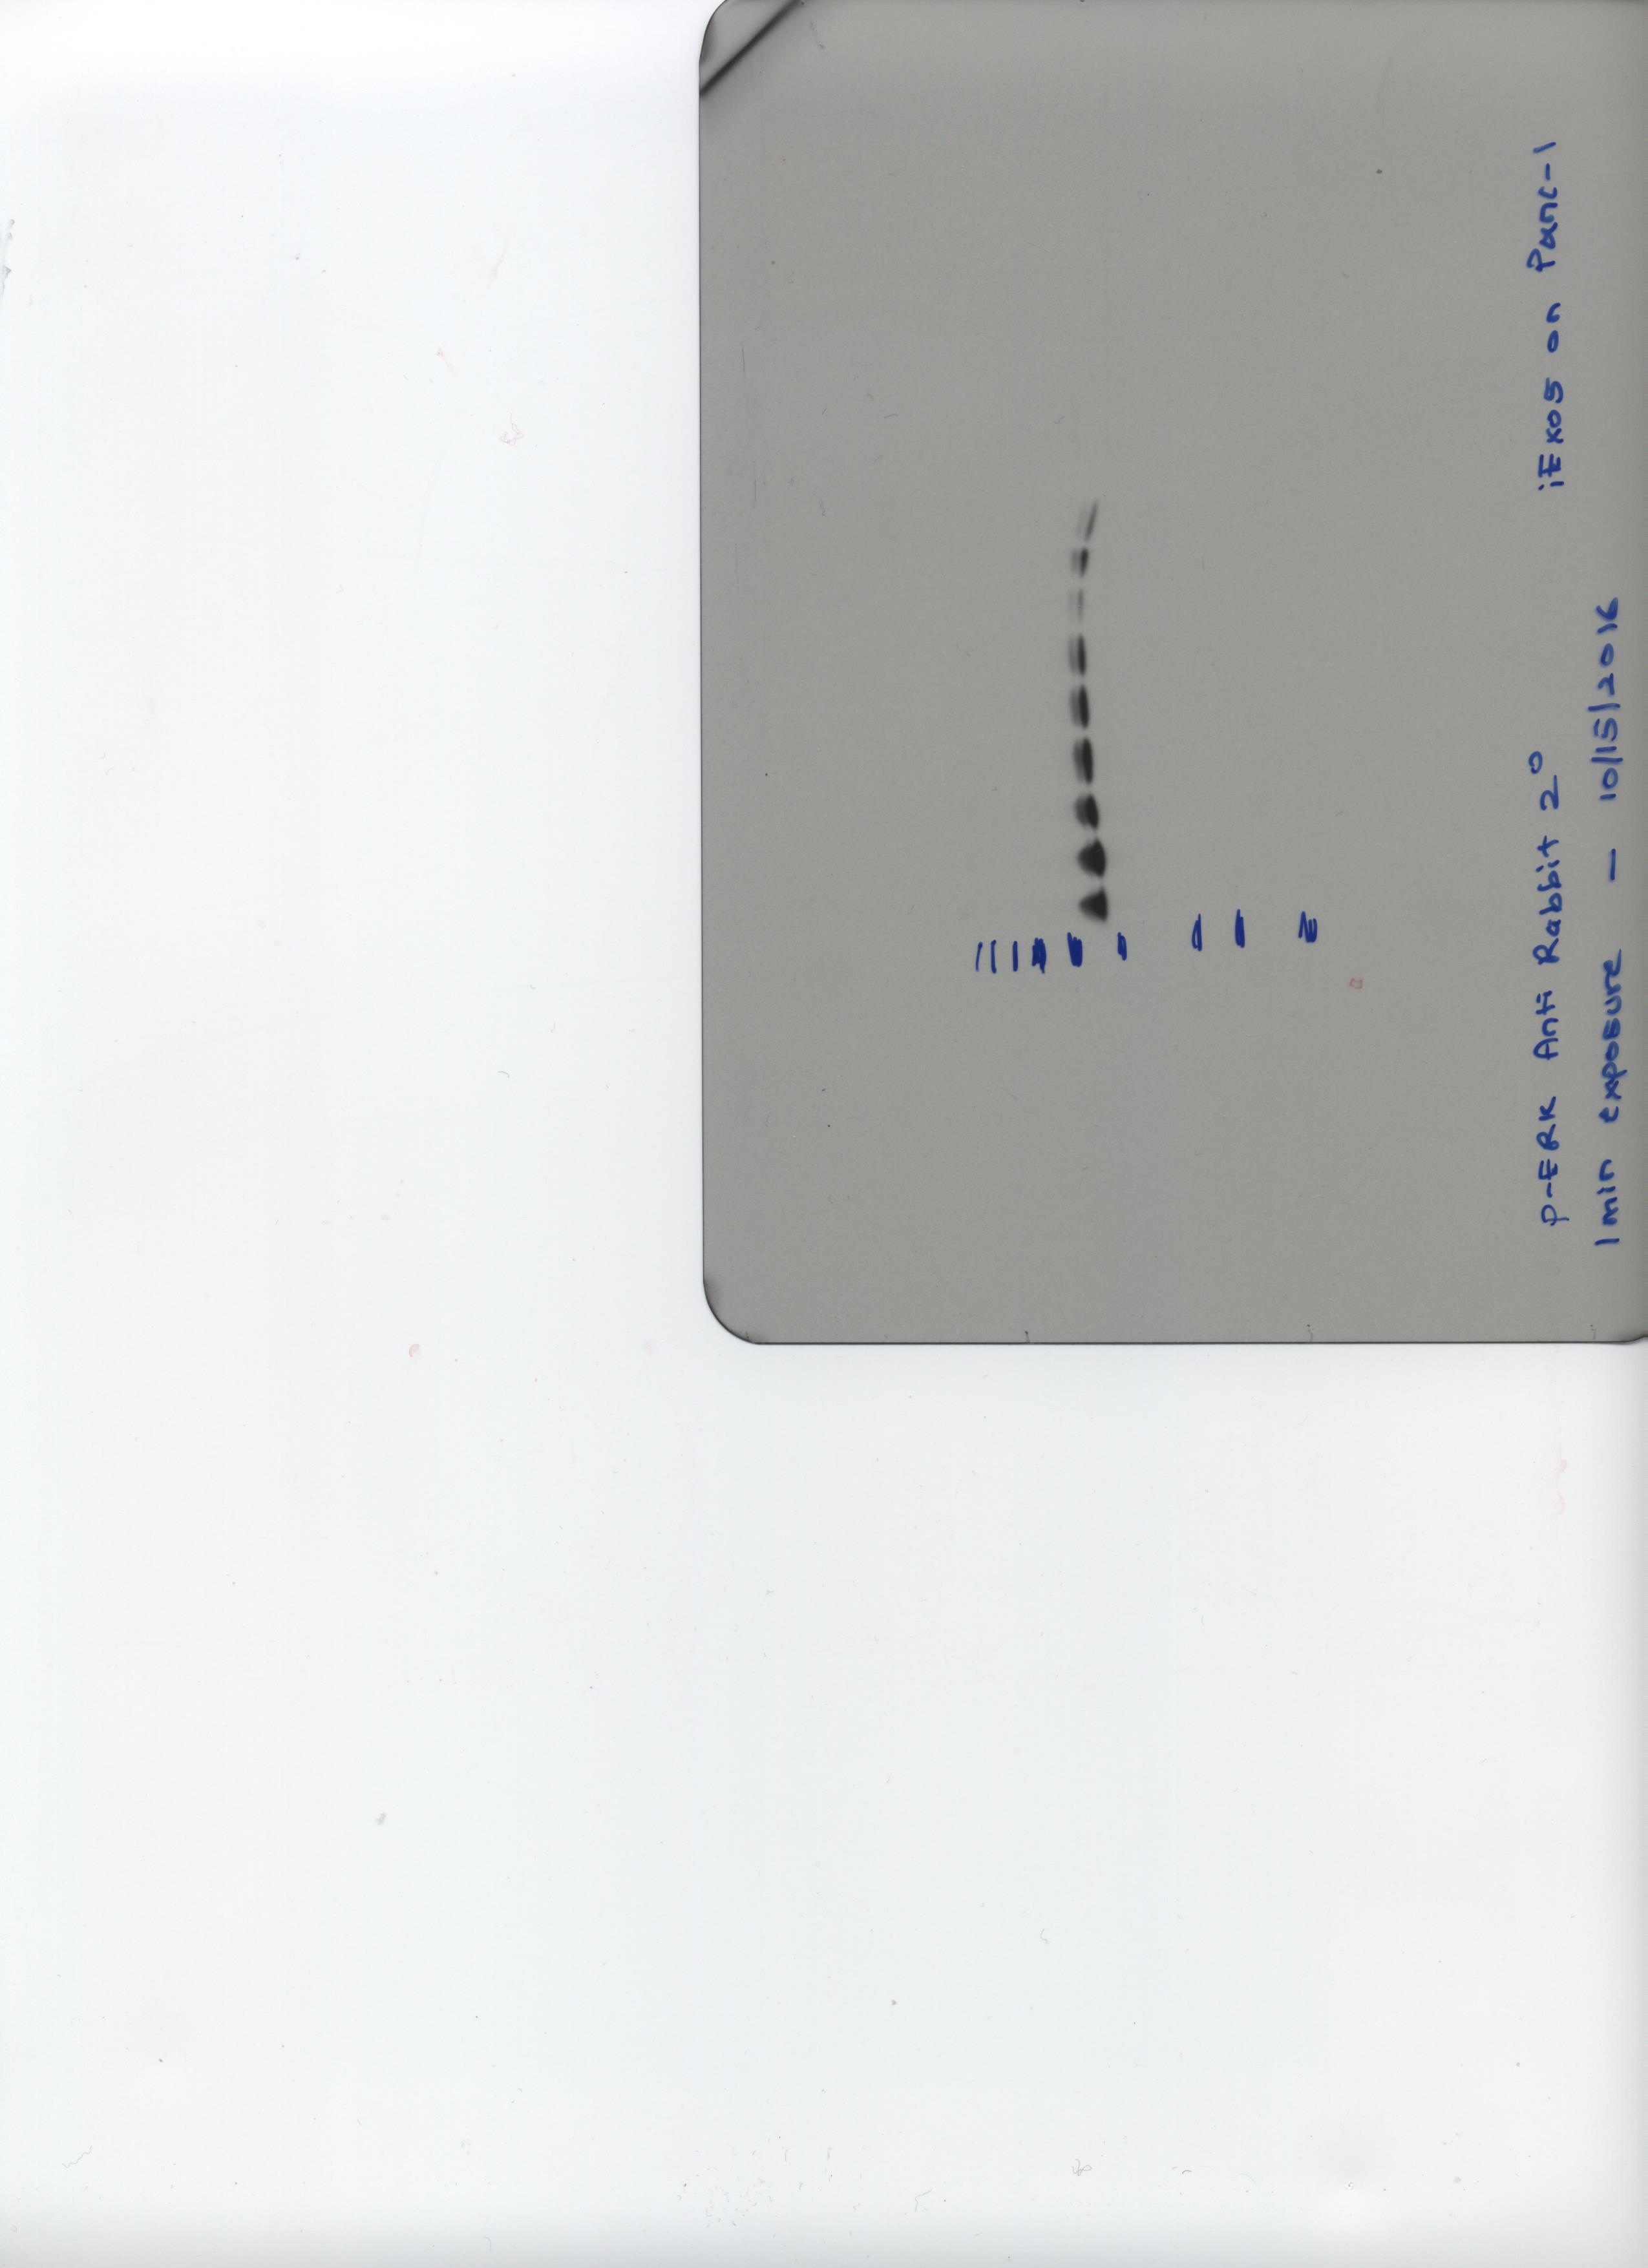 iExos on Panc-1
p-ERK Anti Rabbit 2°
1 min exposure — 10/15/2016